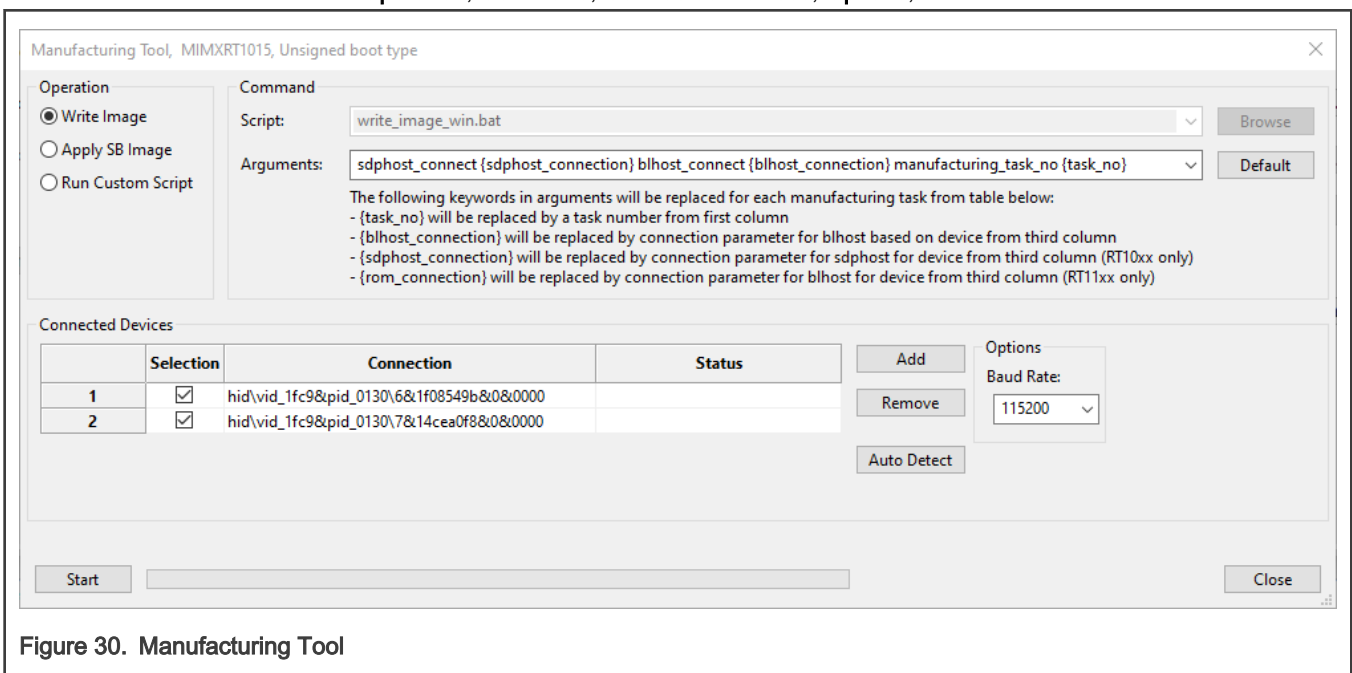 Manufacturing Tool, MIMXRT1015, Unsigned boot type
Operation
Write Image
Apply SB Image
Run Custom Script
Command
Script:
write_image_win.bat
Browse
Arguments:
sdphost_connect {sdphost_connection} blhost_connect {blhost_connection} manufacturing_task_no {task_no}
Default
The following keywords in arguments will be replaced for each manufacturing task from table below:
- {task_no} will be replaced by a task number from first column
- {blhost_connection} will be replaced by connection parameter for blhost based on device from third column
- {sdphost_connection} will be replaced by connection parameter for sdphost for device from third column (RT10xx only)
- {rom_connection} will be replaced by connection parameter for blhost for device from third column (RT11xx only)
Connected Devices
Selection Connection Status
1 hid\vid_1fc9&pid_0130\6&1f08549b&0&0000
2 hid\vid_1fc9&pid_0130\7&14cea0f8&0&0000
Add
Remove
Auto Detect
Options
Baud Rate:
115200
Start
Close
Figure 30. Manufacturing Tool